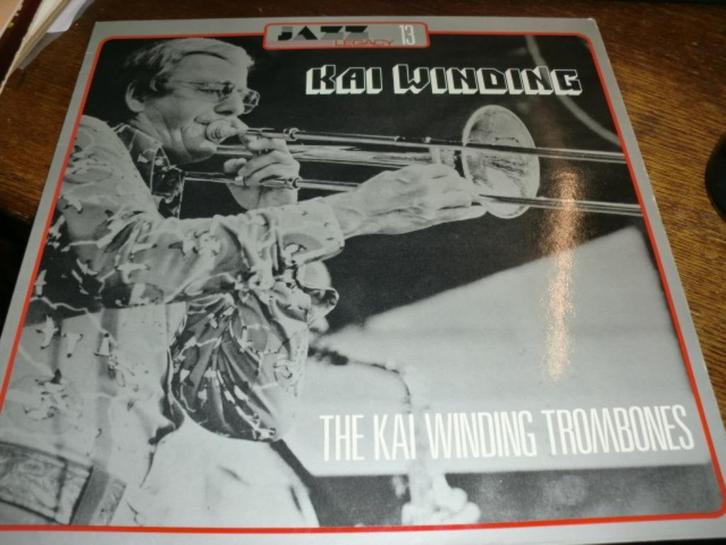 JAZZ
LEGACY 13
KAI WINDING
THE KAI WINDING TROMBONES